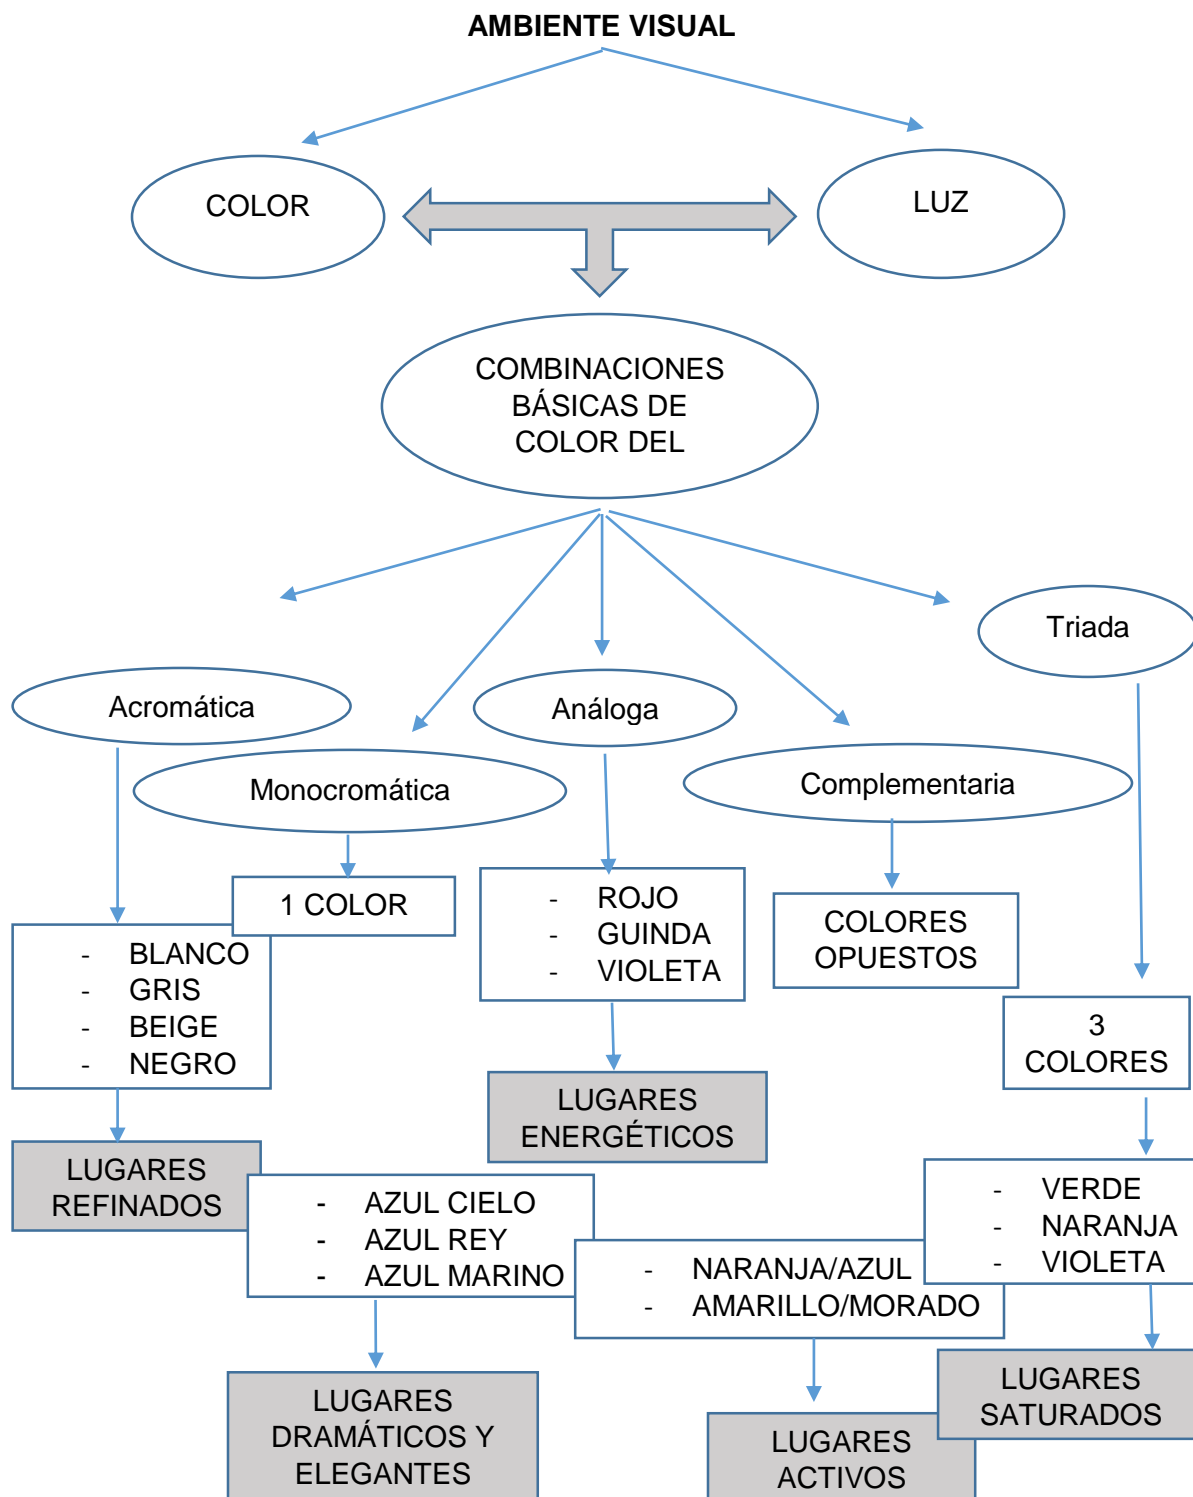 AMBIENTE VISUAL
COLOR
LUZ
COMBINACIONES
BÁSICAS DE
COLOR DEL
Triada
Acromática
Análoga
Monocromática
Complementaria
1 COLOR
- ROJO
- GUINDA
- VIOLETA
COLORES
OPUESTOS
- BLANCO
- GRIS
- BEIGE
- NEGRO
3
COLORES
LUGARES
ENERGÉTICOS
LUGARES
REFINADOS
- AZUL CIELO
- AZUL REY
- AZUL MARINO
- VERDE
- NARANJA
- VIOLETA
- NARANJA/AZUL
- AMARILLO/MORADO
LUGARES
SATURADOS
LUGARES
DRAMÁTICOS Y
ELEGANTES
LUGARES
ACTIVOS